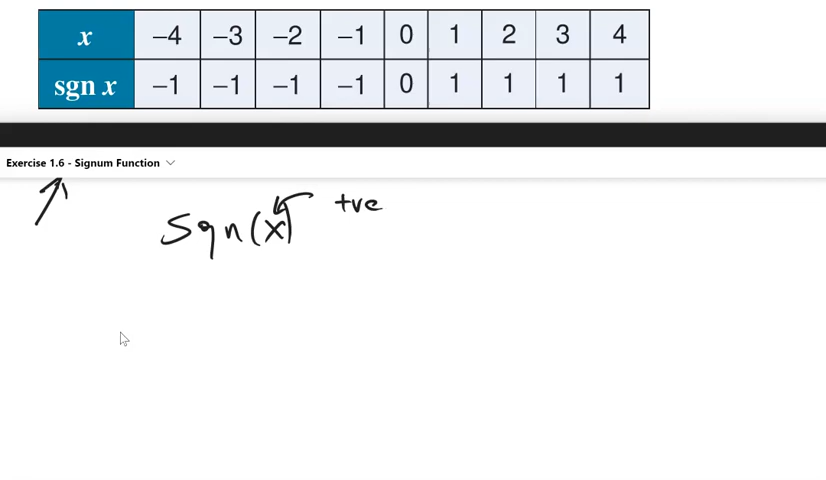 x −4 −3 −2 −1 0 1 2 3 4
sgn x −1 −1 −1 −1 0 1 1 1 1
Exercise 1.6 - Signum Function
Sgn(x) +ve